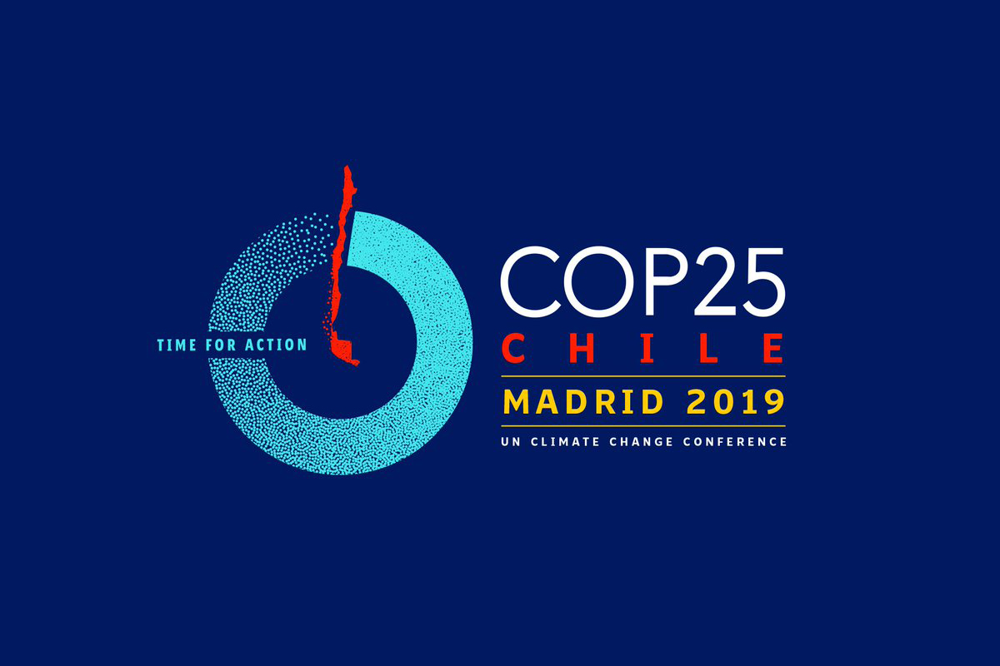 TIME FOR ACTION
COP25
CHILE
MADRID 2019
UN CLIMATE CHANGE CONFERENCE